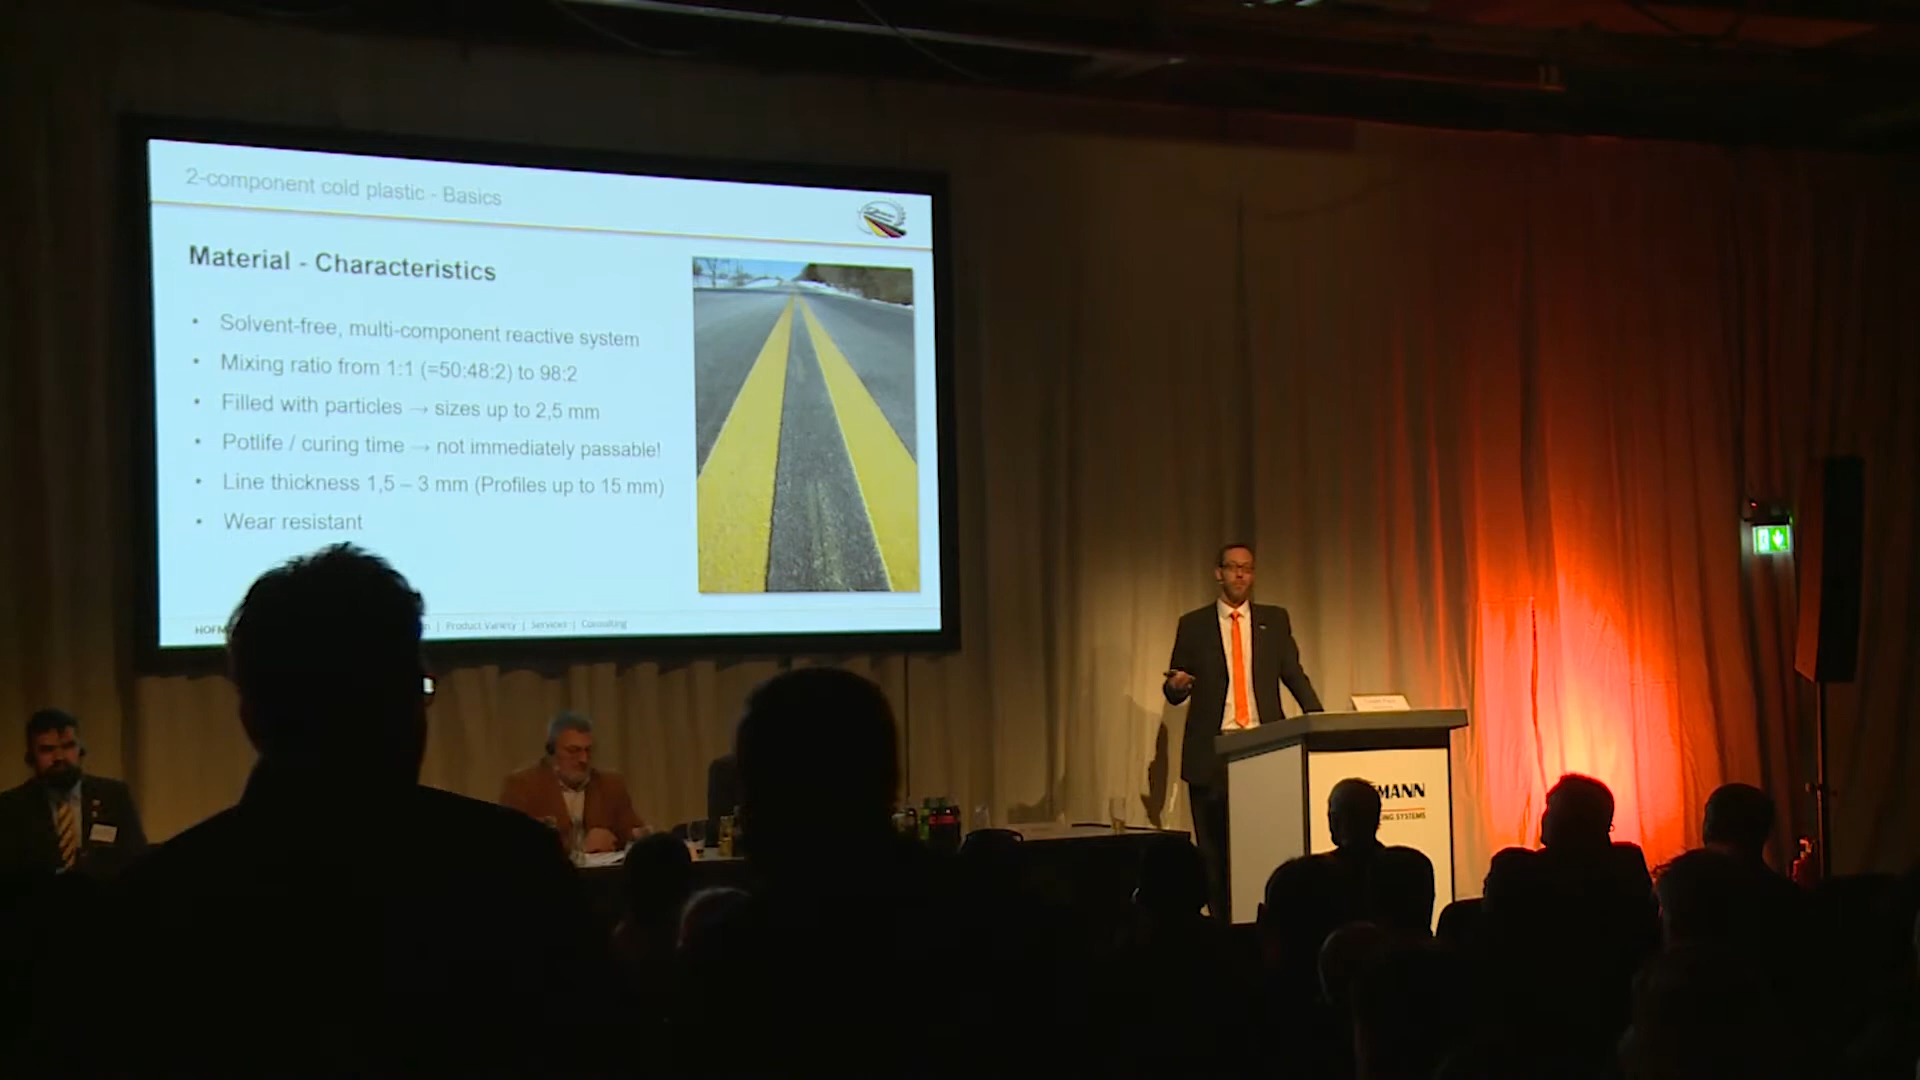 2-component cold plastic - Basics
Material - Characteristics
• Solvent-free, multi-component reactive system
• Mixing ratio from 1:1 (=50:48:2) to 98:2
• Filled with particles → sizes up to 2,5 mm
• Potlife / curing time → not immediately passable!
• Line thickness 1,5 – 3 mm (Profiles up to 15 mm)
• Wear resistant
HOFM
| Product Variety | Services | Consulting
MANN
SYSTEMS